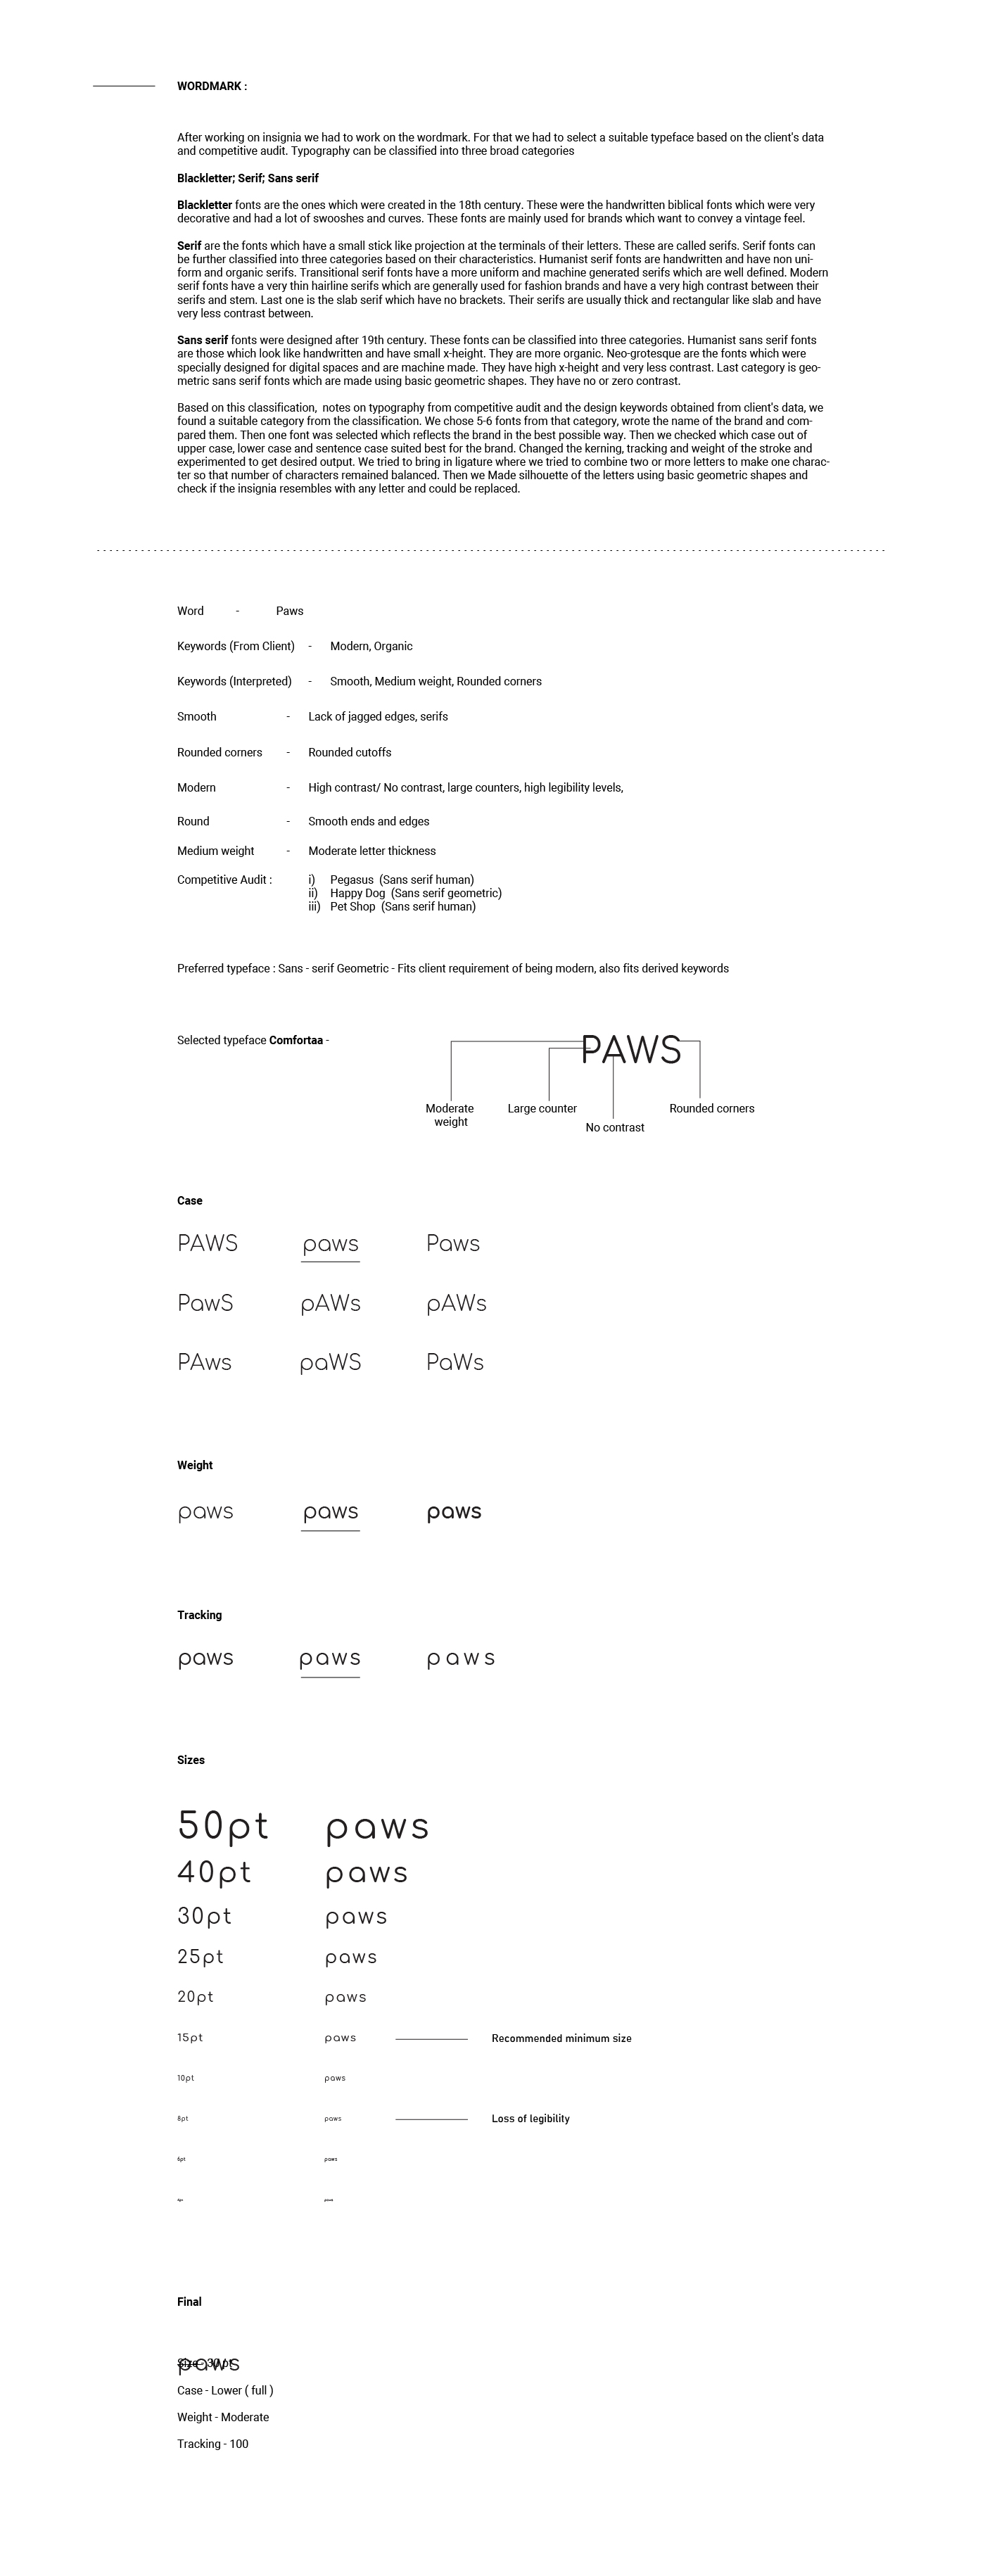 WORDMARK :
After working on insignia we had to work on the wordmark. For that we had to select a suitable typeface based on the client's data
and competitive audit. Typography can be classified into three broad categories
Blackletter; Serif; Sans serif
Blackletter fonts are the ones which were created in the 18th century. These were the handwritten biblical fonts which were very
decorative and had a lot of swooshes and curves. These fonts are mainly used for brands which want to convey a vintage feel.
Serif are the fonts which have a small stick like projection at the terminals of their letters. These are called serifs. Serif fonts can
be further classified into three categories based on their characteristics. Humanist serif fonts are handwritten and have non uni-
form and organic serifs. Transitional serif fonts have a more uniform and machine generated serifs which are well defined. Modern
serif fonts have a very thin hairline serifs which are generally used for fashion brands and have a very high contrast between their
serifs and stem. Last one is the slab serif which have no brackets. Their serifs are usually thick and rectangular like slab and have
very less contrast between.
Sans serif fonts were designed after 19th century. These fonts can be classified into three categories. Humanist sans serif fonts
are those which look like handwritten and have small x-height. They are more organic. Neo-grotesque are the fonts which were
specially designed for digital spaces and are machine made. They have high x-height and very less contrast. Last category is geo-
metric sans serif fonts which are made using basic geometric shapes. They have no or zero contrast.
Based on this classification, notes on typography from competitive audit and the design keywords obtained from client's data, we
found a suitable category from the classification. We chose 5-6 fonts from that category, wrote the name of the brand and com-
pared them. Then one font was selected which reflects the brand in the best possible way. Then we checked which case out of
upper case, lower case and sentence case suited best for the brand. Changed the kerning, tracking and weight of the stroke and
experimented to get desired output. We tried to bring in ligature where we tried to combine two or more letters to make one charac-
ter so that number of characters remained balanced. Then we Made silhouette of the letters using basic geometric shapes and
check if the insignia resembles with any letter and could be replaced.
Word - Paws
Keywords (From Client) - Modern, Organic
Keywords (Interpreted) - Smooth, Medium weight, Rounded corners
Smooth - Lack of jagged edges, serifs
Rounded corners - Rounded cutoffs
Modern - High contrast/ No contrast, large counters, high legibility levels,
Round - Smooth ends and edges
Medium weight - Moderate letter thickness
Competitive Audit : i) Pegasus (Sans serif human)
ii) Happy Dog (Sans serif geometric)
iii) Pet Shop (Sans serif human)
Preferred typeface : Sans - serif Geometric - Fits client requirement of being modern, also fits derived keywords
Selected typeface Comfortaa -
PAWS
Moderate
weight
Large counter
No contrast
Rounded corners
Case
PAWS paws Paws
PawS pAWs pAWs
PAws paWS PaWs
Weight
paws paws paws
Tracking
paws paws paws
Sizes
50pt paws
40pt paws
30pt paws
25pt paws
20pt paws
15pt paws Recommended minimum size
10pt paws
8pt paws Loss of legibility
6pt paws
4pt paws
Final
paws
Size - 30 pt
Case - Lower ( full )
Weight - Moderate
Tracking - 100